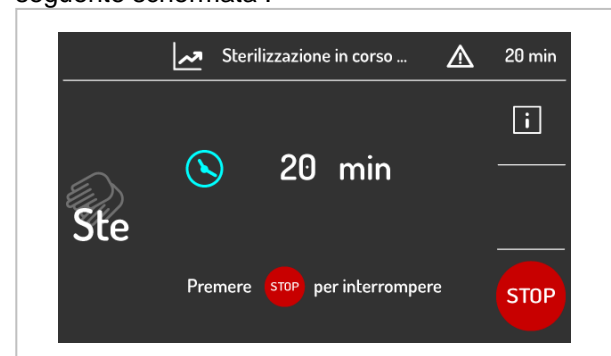 seguente schermata :
Sterilizzazione in corso ... 20 min
i
20 min
Ste
Premere STOP per interrompere
STOP